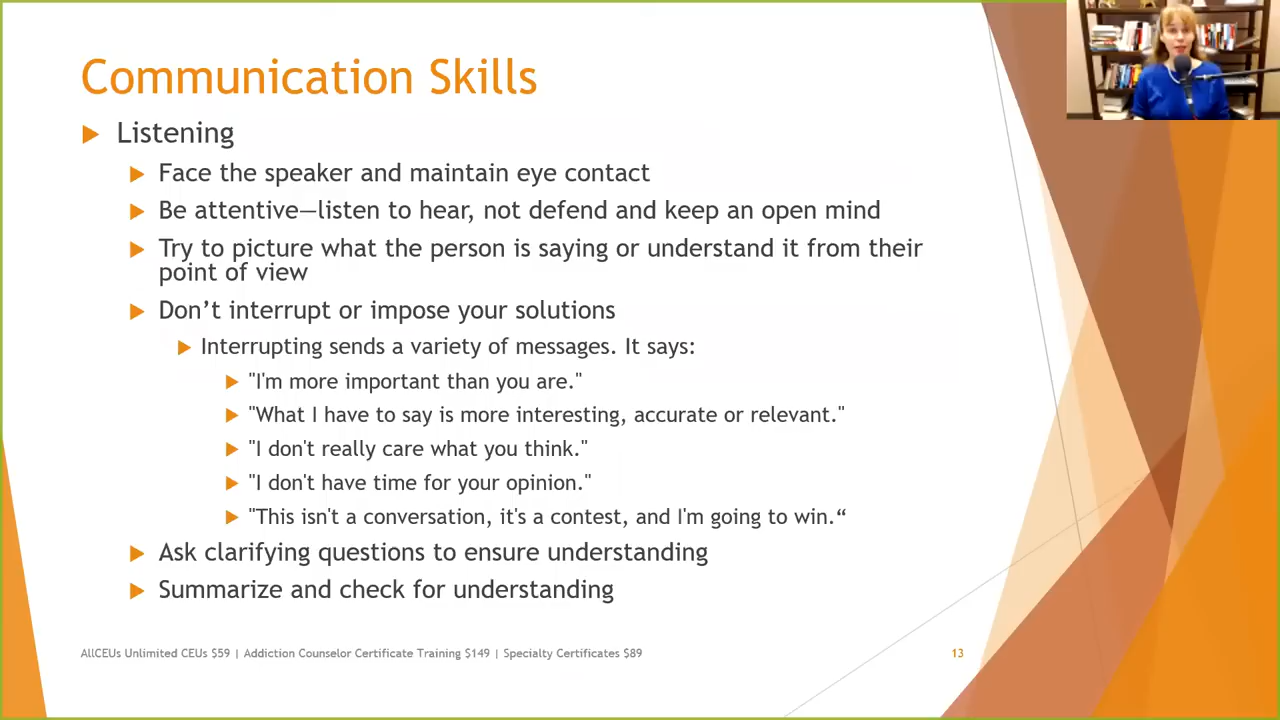 Communication Skills
Listening
Face the speaker and maintain eye contact
Be attentive—listen to hear, not defend and keep an open mind
Try to picture what the person is saying or understand it from their
point of view
Don’t interrupt or impose your solutions
Interrupting sends a variety of messages. It says:
"I'm more important than you are."
"What I have to say is more interesting, accurate or relevant."
"I don't really care what you think."
"I don't have time for your opinion."
"This isn't a conversation, it's a contest, and I'm going to win.“
Ask clarifying questions to ensure understanding
Summarize and check for understanding
AllCEUs Unlimited CEUs $59 | Addiction Counselor Certificate Training $149 | Specialty Certificates $89
13